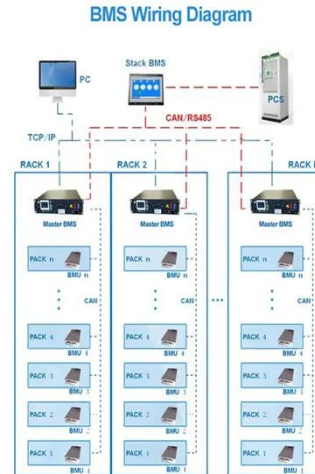 BMS Wiring Diagram
Stack BMS
PC
PCS
CAN/RS485
TCP/IP
RACK 1
RACK 2
RACK
Master BMS
Master BMS
Master BMS
PACK n
BMU n
PACK n
BMU n
PACK n
BMU n
CAN
CAN
CAN
PACK 4
BMU 4
PACK 4
BMU 4
PACK 4
BMU 4
PACK 3
BMU 3
PACK 3
BMU 3
PACK 3
BMU 3
PACK 2
BMU 2
PACK 2
BMU 2
PACK 2
BMU 2
PACK 1
BMU 1
PACK 1
BMU 1
PACK 1
BMU 1